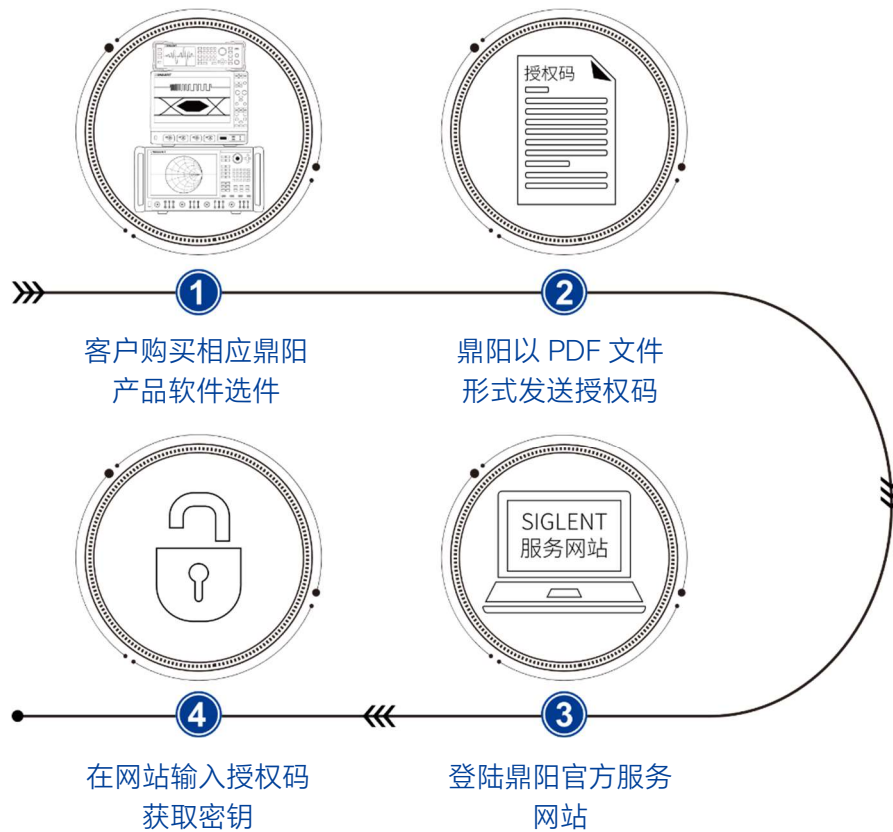 授权码
1
2
客户购买相应鼎阳
产品软件选件
鼎阳以 PDF 文件
形式发送授权码
SIGLENT
服务网站
4
3
在网站输入授权码
获取密钥
登陆鼎阳官方服务
网站